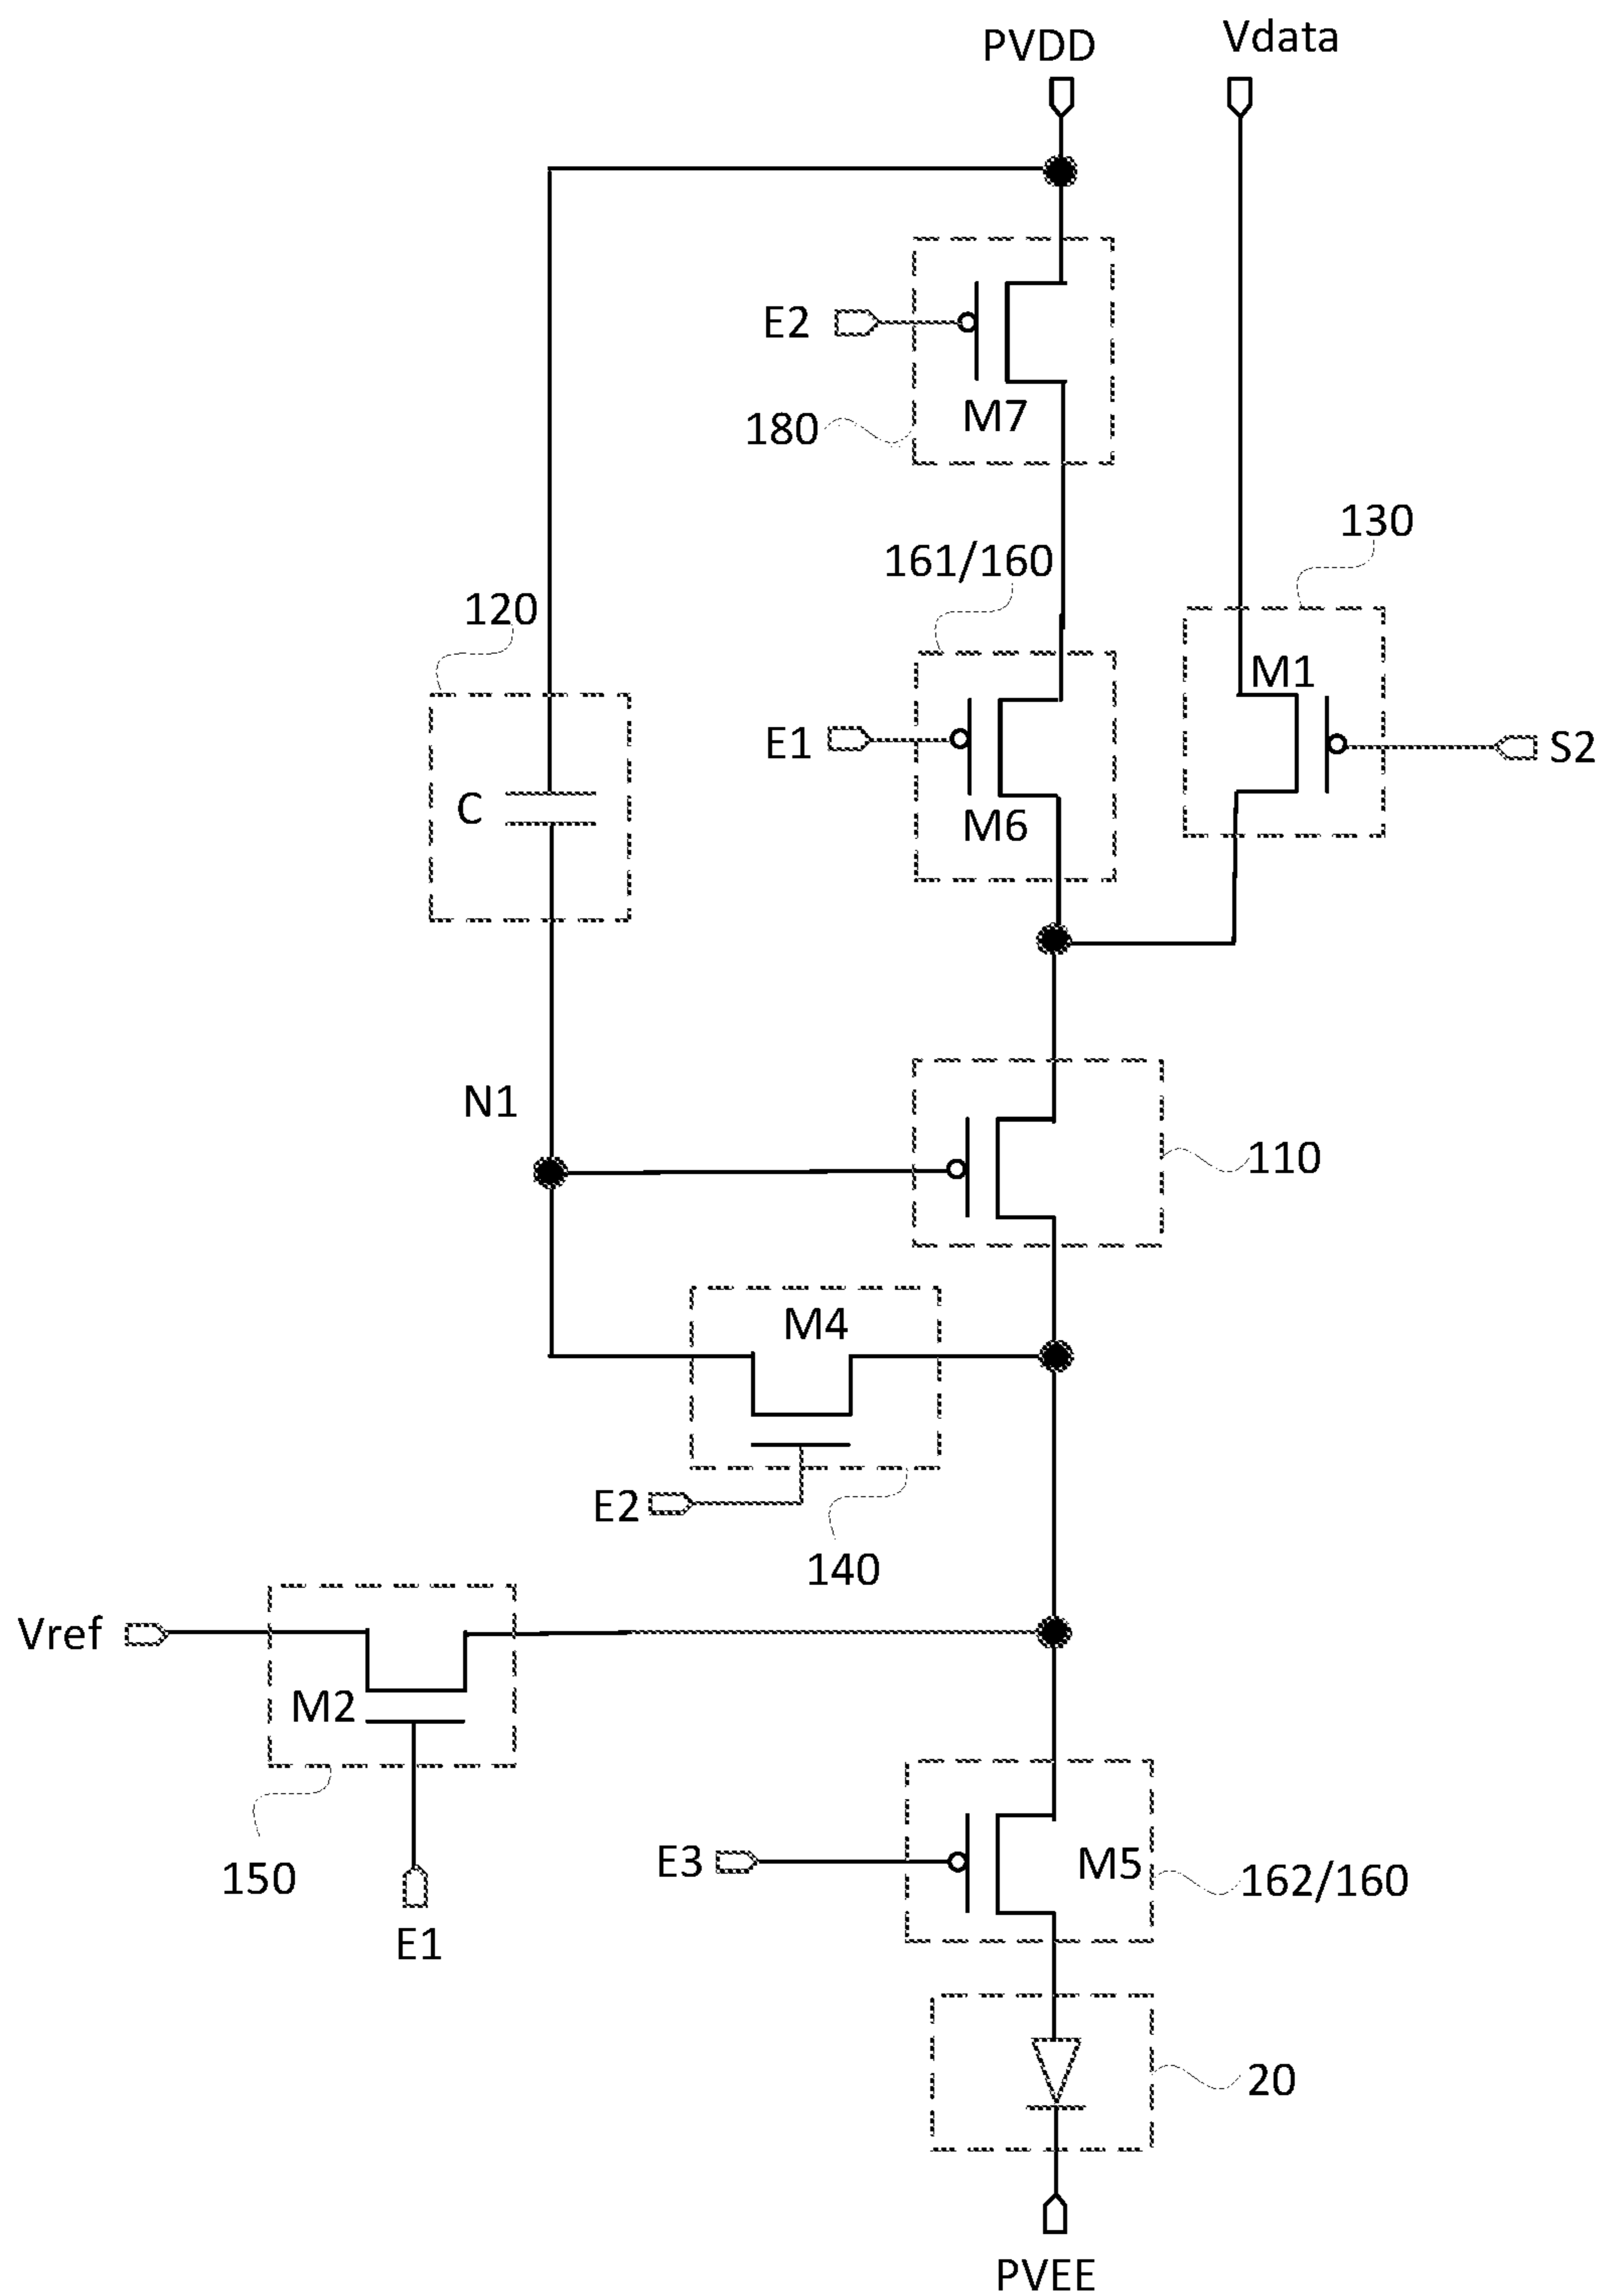 PVDD
Vdata
E2
M7
180
130
161/160
120
M1
E1
S2
C
M6
N1
110
M4
E2
140
Vref
M2
150
E3
M5
162/160
E1
20
PVEE